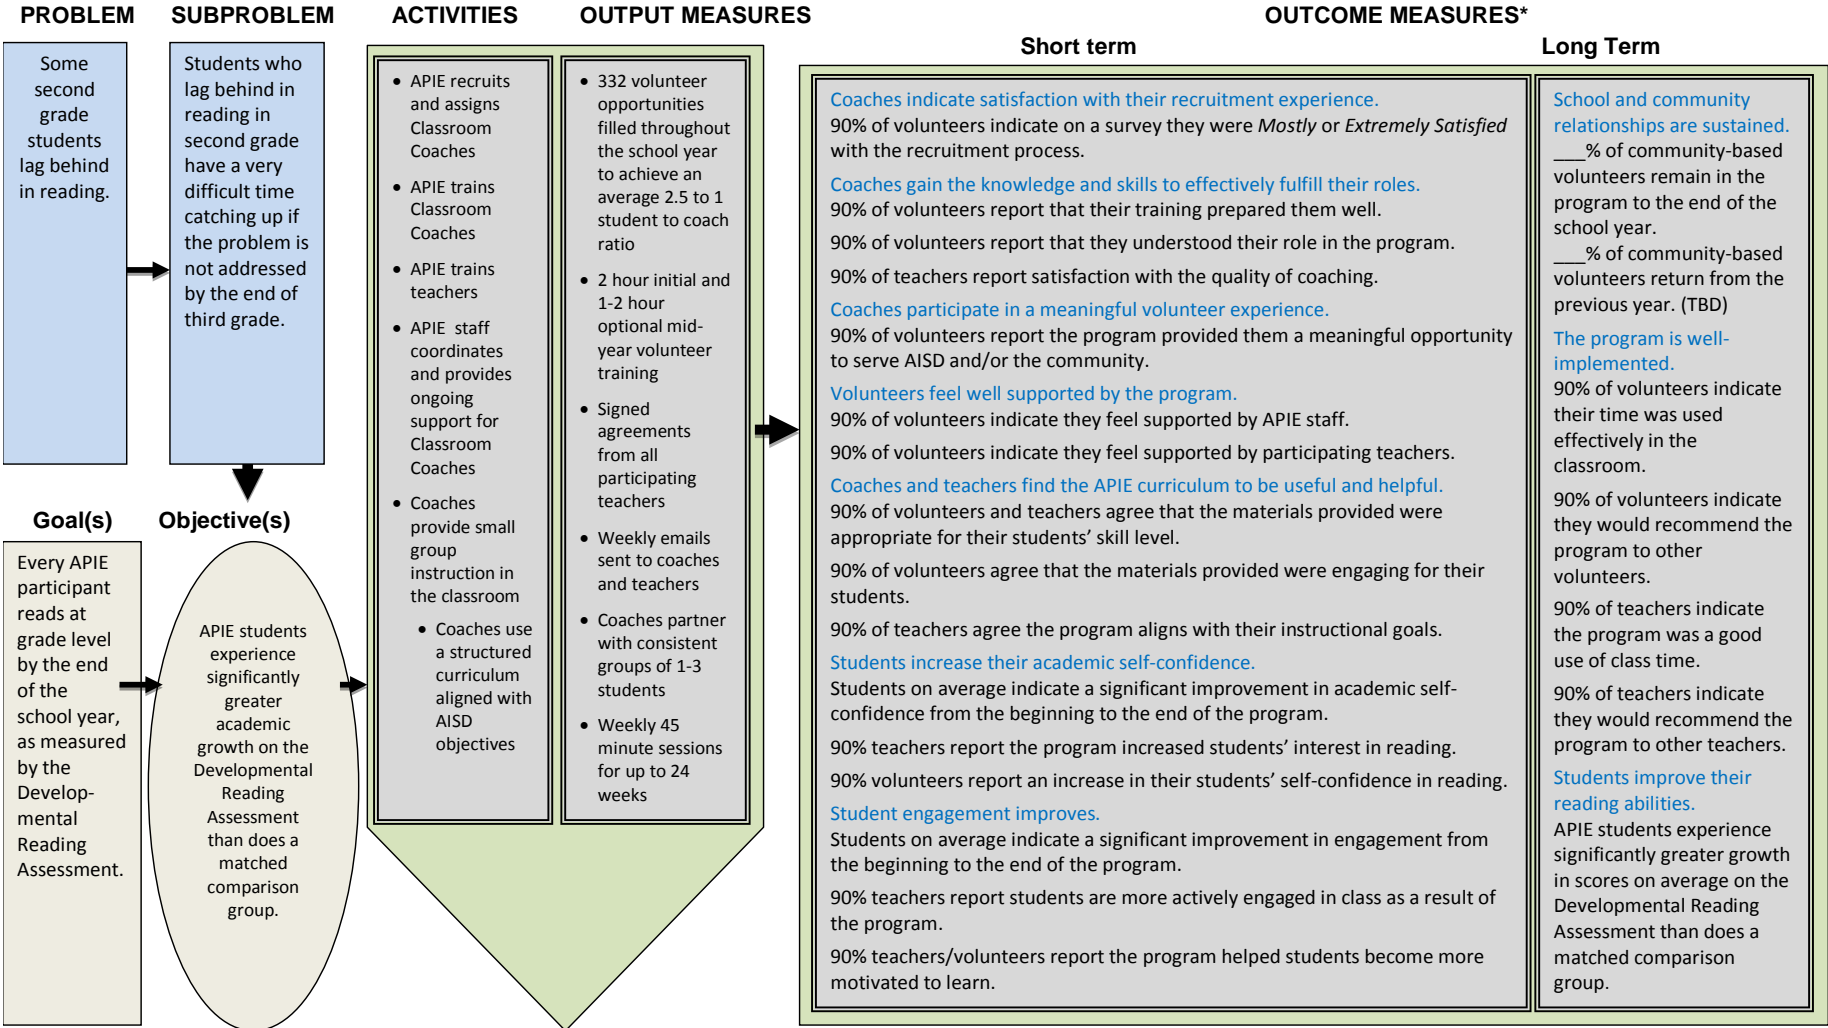 PROBLEM
SUBPROBLEM
ACTIVITIES
OUTPUT MEASURES
OUTCOME MEASURES*
Short term
Long Term
Some
second
grade
students
lag behind
in reading.
Students who
lag behind in
reading in
second grade
have a very
difficult time
catching up if
the problem is
not addressed
by the end of
third grade.
Goal(s)
Objective(s)
Every APIE
participant
reads at
grade level
by the end
of the
school year,
as measured
by the
Develop-
mental
Reading
Assessment.
APIE students
experience
significantly
greater
academic
growth on the
Developmental
Reading
Assessment
than does a
matched
comparison
group.
• APIE recruits
and assigns
Classroom
Coaches
• APIE trains
Classroom
Coaches
• APIE trains
teachers
• APIE staff
coordinates
and provides
ongoing
support for
Classroom
Coaches
• Coaches
provide small
group
instruction in
the classroom
• Coaches use
a structured
curriculum
aligned with
AISD
objectives
• 332 volunteer
opportunities
filled throughout
the school year
to achieve an
average 2.5 to 1
student to coach
ratio
• 2 hour initial and
1-2 hour
optional mid-
year volunteer
training
• Signed
agreements
from all
participating
teachers
• Weekly emails
sent to coaches
and teachers
• Coaches partner
with consistent
groups of 1-3
students
• Weekly 45
minute sessions
for up to 24
weeks
Coaches indicate satisfaction with their recruitment experience.
90% of volunteers indicate on a survey they were Mostly or Extremely Satisfied
with the recruitment process.
Coaches gain the knowledge and skills to effectively fulfill their roles.
90% of volunteers report that their training prepared them well.
90% of volunteers report that they understood their role in the program.
90% of teachers report satisfaction with the quality of coaching.
Coaches participate in a meaningful volunteer experience.
90% of volunteers report the program provided them a meaningful opportunity
to serve AISD and/or the community.
Volunteers feel well supported by the program.
90% of volunteers indicate they feel supported by APIE staff.
90% of volunteers indicate they feel supported by participating teachers.
Coaches and teachers find the APIE curriculum to be useful and helpful.
90% of volunteers and teachers agree that the materials provided were
appropriate for their students’ skill level.
90% of volunteers agree that the materials provided were engaging for their
students.
90% of teachers agree the program aligns with their instructional goals.
Students increase their academic self-confidence.
Students on average indicate a significant improvement in academic self-
confidence from the beginning to the end of the program.
90% teachers report the program increased students’ interest in reading.
90% volunteers report an increase in their students’ self-confidence in reading.
Student engagement improves.
Students on average indicate a significant improvement in engagement from
the beginning to the end of the program.
90% teachers report students are more actively engaged in class as a result of
the program.
90% teachers/volunteers report the program helped students become more
motivated to learn.
School and community
relationships are sustained.
___% of community-based
volunteers remain in the
program to the end of the
school year.
___% of community-based
volunteers return from the
previous year. (TBD)
The program is well-
implemented.
90% of volunteers indicate
their time was used
effectively in the
classroom.
90% of volunteers indicate
they would recommend the
program to other
volunteers.
90% of teachers indicate
the program was a good
use of class time.
90% of teachers indicate
they would recommend the
program to other teachers.
Students improve their
reading abilities.
APIE students experience
significantly greater growth
in scores on average on the
Developmental Reading
Assessment than does a
matched comparison
group.